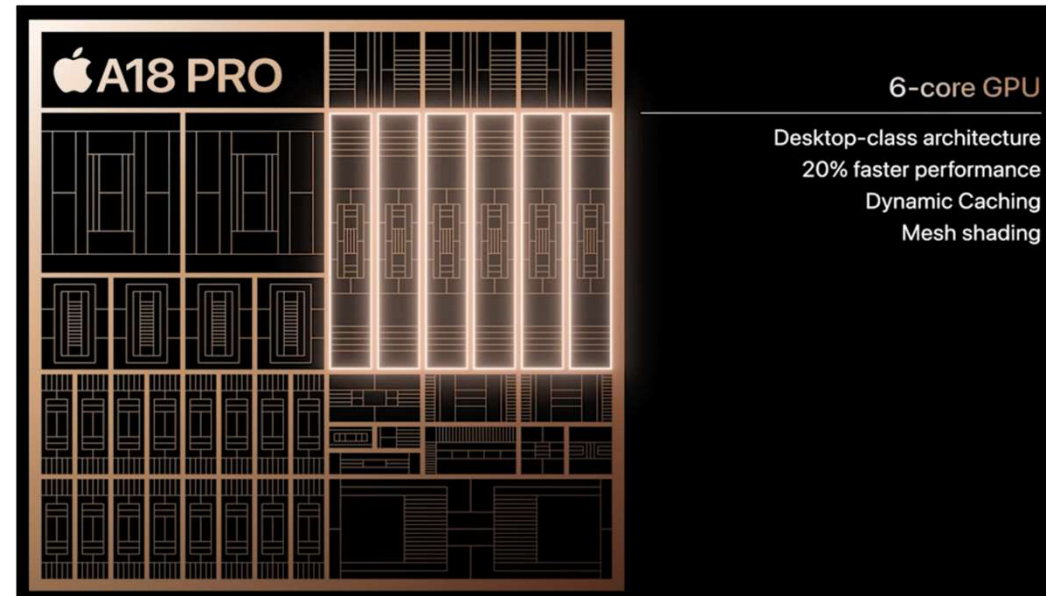 A18 PRO
6-core GPU
Desktop-class architecture
20% faster performance
Dynamic Caching
Mesh shading